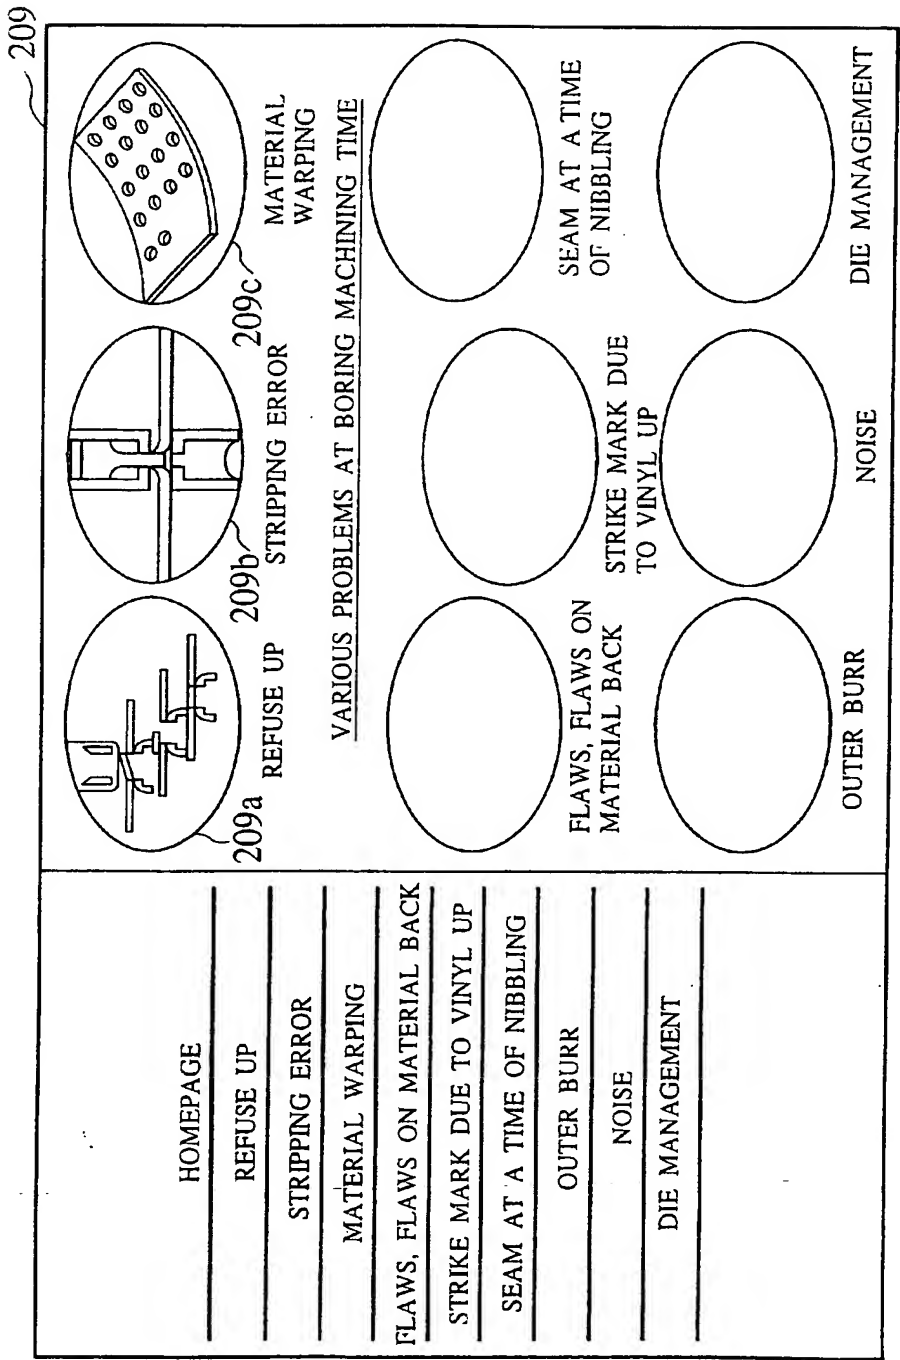 209
HOMEPAGE
REFUSE UP
STRIPPING ERROR
MATERIAL WARPING
FLAWS, FLAWS ON MATERIAL BACK
STRIKE MARK DUE TO VINYL UP
SEAM AT A TIME OF NIBBLING
OUTER BURR
NOISE
DIE MANAGEMENT
209a
REFUSE UP
209b
STRIPPING ERROR
209c
MATERIAL
WARPING
VARIOUS PROBLEMS AT BORING MACHINING TIME
FLAWS, FLAWS ON
MATERIAL BACK
STRIKE MARK DUE
TO VINYL UP
SEAM AT A TIME
OF NIBBLING
OUTER BURR
NOISE
DIE MANAGEMENT